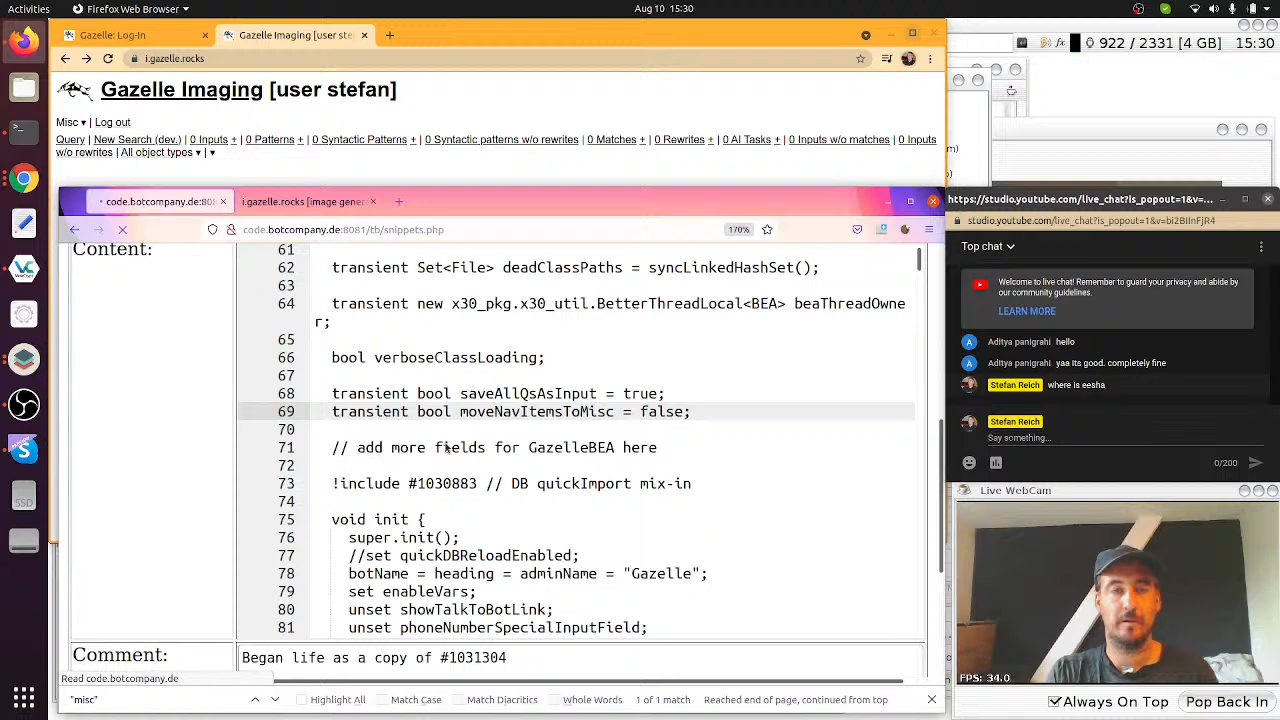 Activities
Firefox Web Browser
Aug 10 15:30
Gazelle: Log-In
Gazelle Imaging [user ste
922 / 2331 [4 GB]
15:30
i.gazelle.rocks
Gazelle Imaging [user stefan]
Misc ▾ | Log out
Query | New Search (dev.) | 0 Inputs + | 0 Patterns + | 0 Syntactic Patterns + | 0 Syntactic patterns w/o rewrites | 0 Matches + | 0 Rewrites + | 0 AI Tasks + | 0 Inputs w/o matches | 0 Inputs
w/o rewrites | All object types ▾ | ▾
code.botcompany.de:808
i.gazelle.rocks [image gener
code.botcompany.de:8081/tb/snippets.php
170%
Content:
61
62 transient Set<File> deadClassPaths = syncLinkedHashSet();
63
64 transient new x30_pkg.x30_util.BetterThreadLocal<BEA> beaThreadOwne
r;
65
66 bool verboseClassLoading;
67
68 transient bool saveAllQsAsInput = true;
69 transient bool moveNavItemsToMisc = false;
70
71 // add more fields for GazelleBEA here
72
73 !include #1030883 // DB quickImport mix-in
74
75 void init {
76 super.init();
77 //set quickDBReloadEnabled;
78 botName = heading = adminName = "Gazelle";
79 set enableVars;
80 unset showTalkToBotLink;
81 unset phoneNumberSpecialInputField;
Comment:
Began life as a copy of #1031304
Read code.botcompany.de
"misc"
Highlight All
Match Case
Match Diacritics
Whole Words
1 of 1 match
Reached end of page, continued from top
https://studio.youtube.com/live_chat?is_popout=1&v=...
studio.youtube.com/live_chat?is_popout=1&v=bi2BIInFjR4
Top chat
Welcome to live chat! Remember to guard your privacy and abide by
our community guidelines.
LEARN MORE
A Aditya panigrahi hello
A Aditya panigrahi yaa its good. completely fine
Stefan Reich where is eesha
Stefan Reich
Say something...
0/200
Live WebCam
FPS: 34.0
Always On Top
Pop Back In
SSD